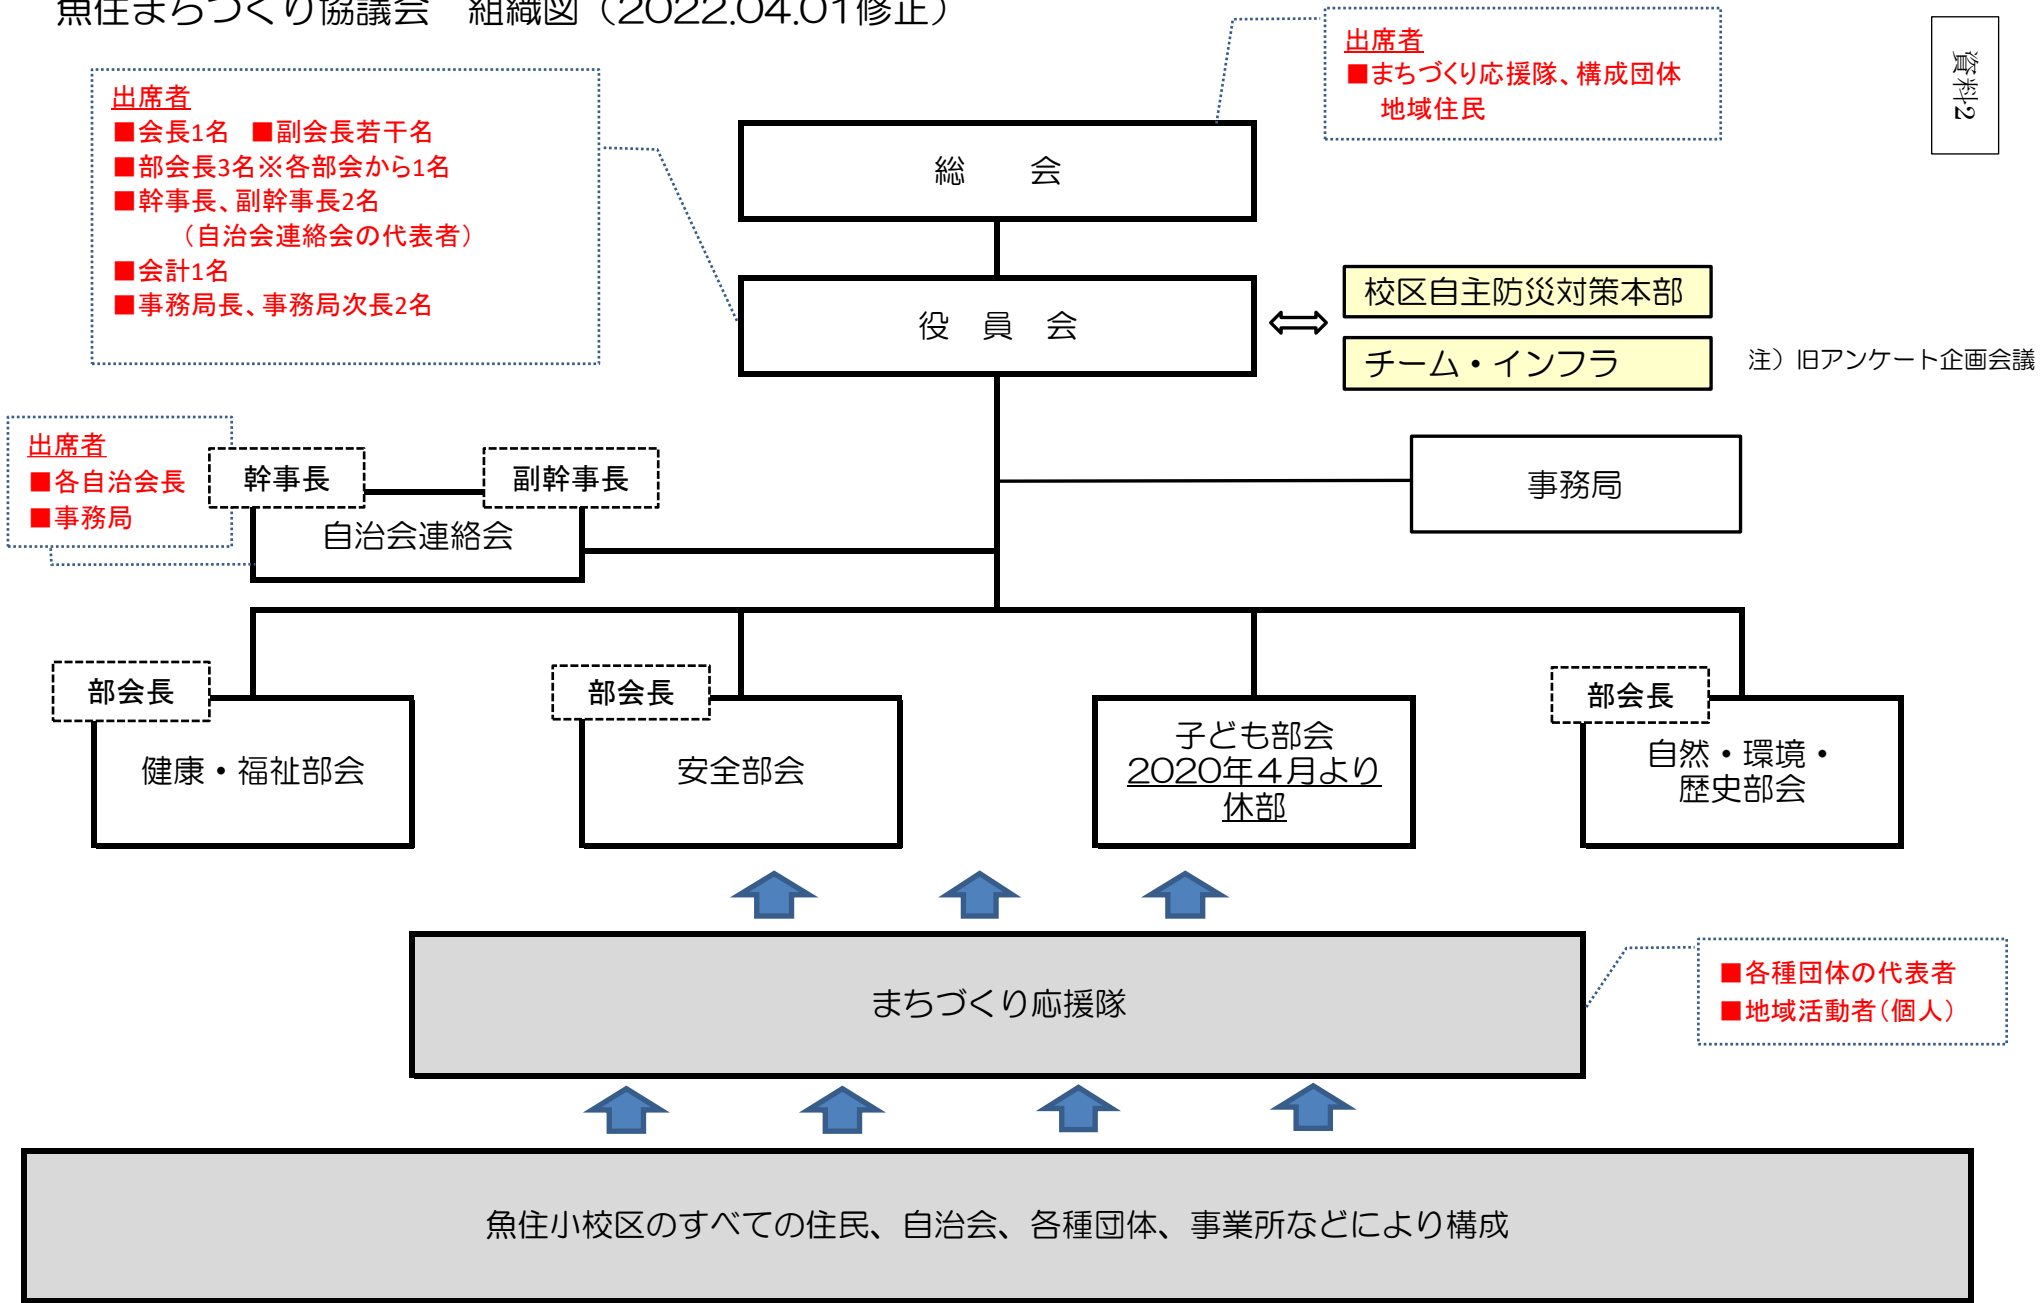 魚住まちづくり協議会　組織図（2022.04.01修正）
資料2
出席者
■まちづくり応援隊、構成団体
地域住民
出席者
■会長1名　■副会長若干名
■部会長3名※各部会から1名
■幹事長、副幹事長2名
（自治会連絡会の代表者）
■会計1名
■事務局長、事務局次長2名
総　会
役　員　会
校区自主防災対策本部
チーム・インフラ
注）旧アンケート企画会議
出席者
■各自治会長
■事務局
幹事長
副幹事長
自治会連絡会
事務局
部会長
健康・福祉部会
部会長
安全部会
子ども部会
2020年４月より
休部
部会長
自然・環境・
歴史部会
まちづくり応援隊
■各種団体の代表者
■地域活動者（個人）
魚住小校区のすべての住民、自治会、各種団体、事業所などにより構成